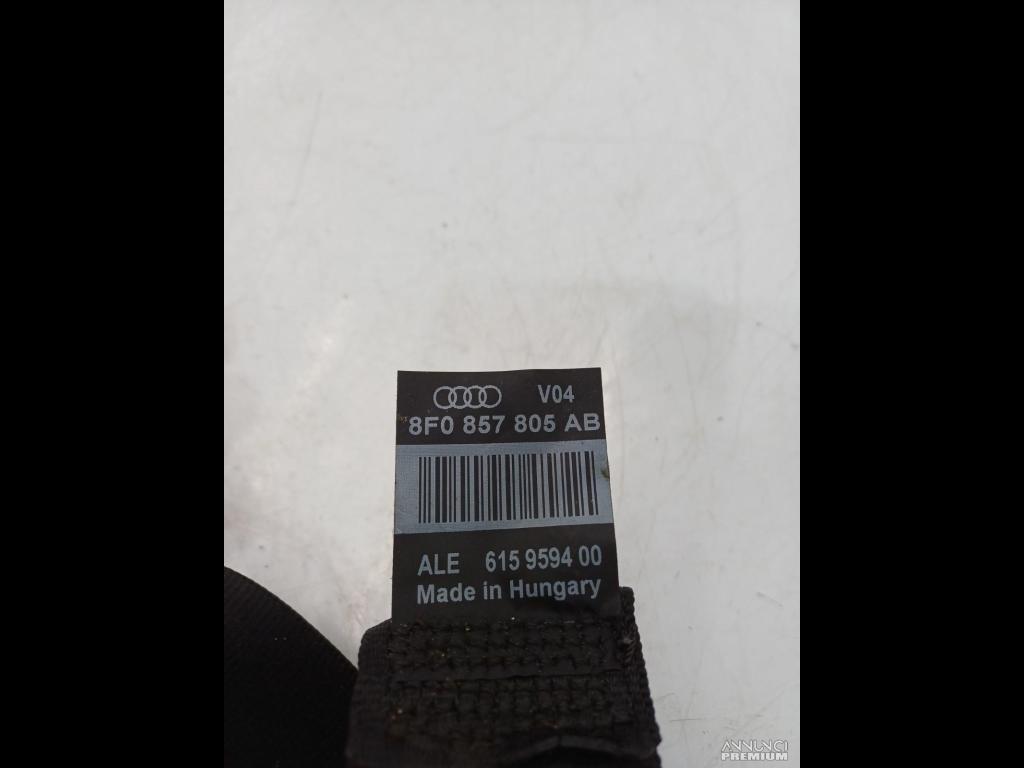 V04
8F0 857 805 AB
ALE 615 9594 00
Made in Hungary
ANNUNCI
PREMIUM